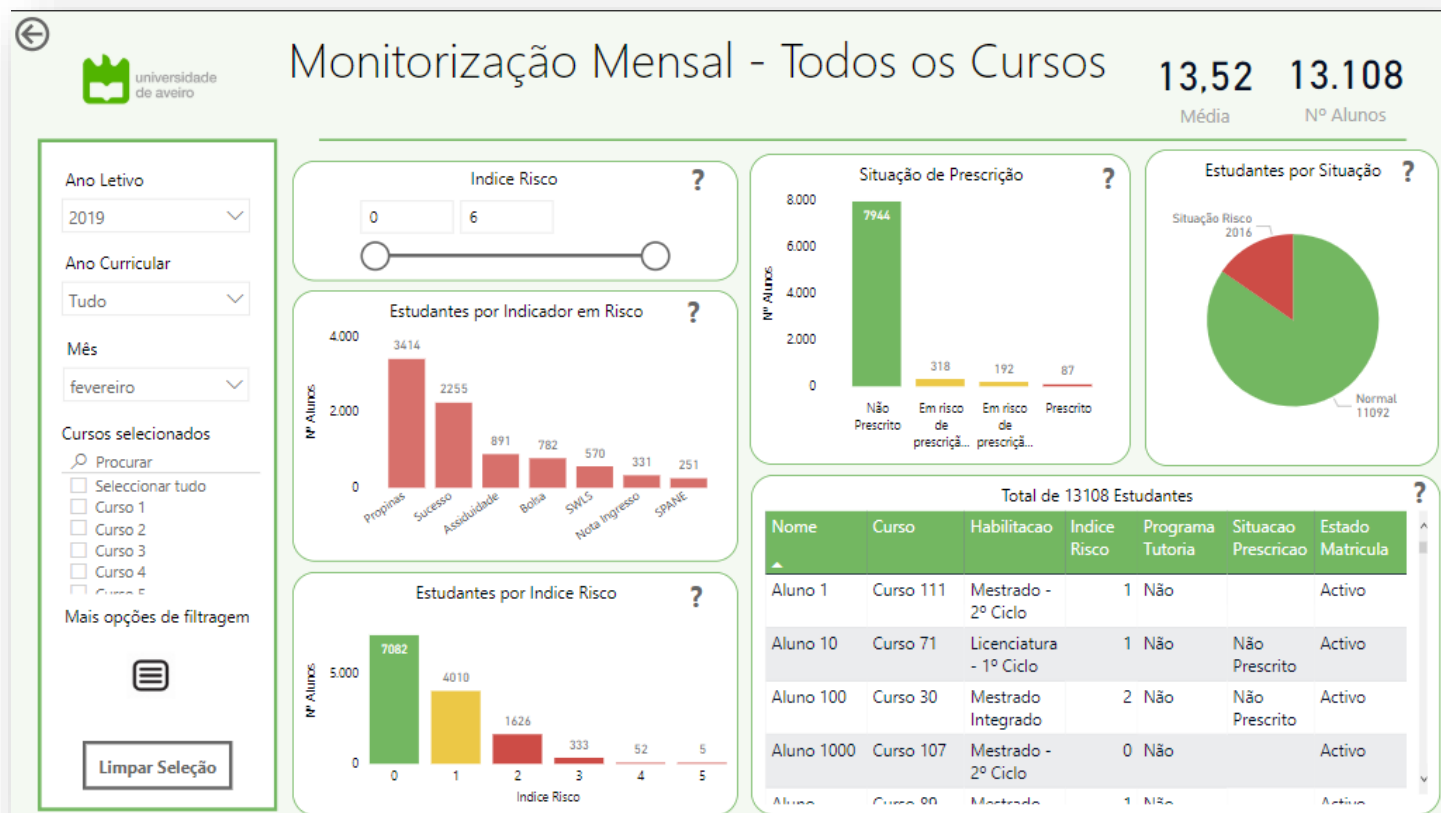 universidade
de aveiro
Monitorização Mensal - Todos os Cursos
13,52
Média
13.108
Nº Alunos
Ano Letivo
2019
Ano Curricular
Tudo
Mês
fevereiro
Cursos selecionados
Procurar
Seleccionar tudo
Curso 1
Curso 2
Curso 3
Curso 4
Mais opções de filtragem
Limpar Seleção
Indice Risco ?
0 6
Estudantes por Indicador em Risco ?
Nº Alunos
4.000
2.000
0
3414
2255
891
782
570
331
251
Propinas
Sucesso
Assiduidade
Bolsa
SWLS
Nota Ingresso
SPANE
Estudantes por Indice Risco ?
Nº Alunos
5.000
0
7082
4010
1626
333
52
5
0 1 2 3 4 5
Indice Risco
Situação de Prescrição ?
Nº Alunos
8.000
6.000
4.000
2.000
0
7944
318
192
87
Não
Prescrito
Em risco
de
prescriçã...
Em risco
de
prescriçã...
Prescrito
Estudantes por Situação ?
Situação Risco
2016
Normal
11092
Total de 13108 Estudantes ?
Nome Curso Habilitacao Indice Programa Situacao Estado
Risco Tutoria Prescricao Matricula
Aluno 1 Curso 111 Mestrado - 1 Não Activo
2º Ciclo
Aluno 10 Curso 71 Licenciatura 1 Não Não Activo
- 1º Ciclo Prescrito
Aluno 100 Curso 30 Mestrado 2 Não Não Activo
Integrado Prescrito
Aluno 1000 Curso 107 Mestrado - 0 Não Activo
2º Ciclo
Aluno Curso 89 Mestrado 1 Não Activo